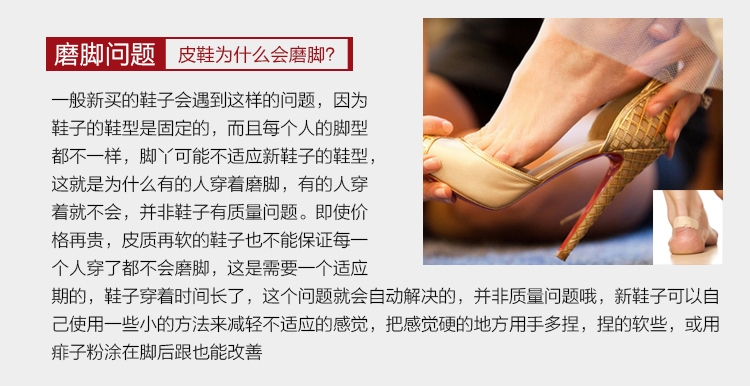 磨脚问题 皮鞋为什么会磨脚?
一般新买的鞋子会遇到这样的问题，因为
鞋子的鞋型是固定的，而且每个人的脚型
都不一样，脚丫可能不适应新鞋子的鞋型，
这就是为什么有的人穿着磨脚，有的人穿
着就不会，并非鞋子有质量问题。即使价
格再贵，皮质再软的鞋子也不能保证每一
个人穿了都不会磨脚，这是需要一个适应
期的，鞋子穿着时间长了，这个问题就会自动解决的，并非质量问题哦，新鞋子可以自
己使用一些小的方法来减轻不适应的感觉，把感觉硬的地方用手多捏，捏的软些，或用
痱子粉涂在脚后跟也能改善